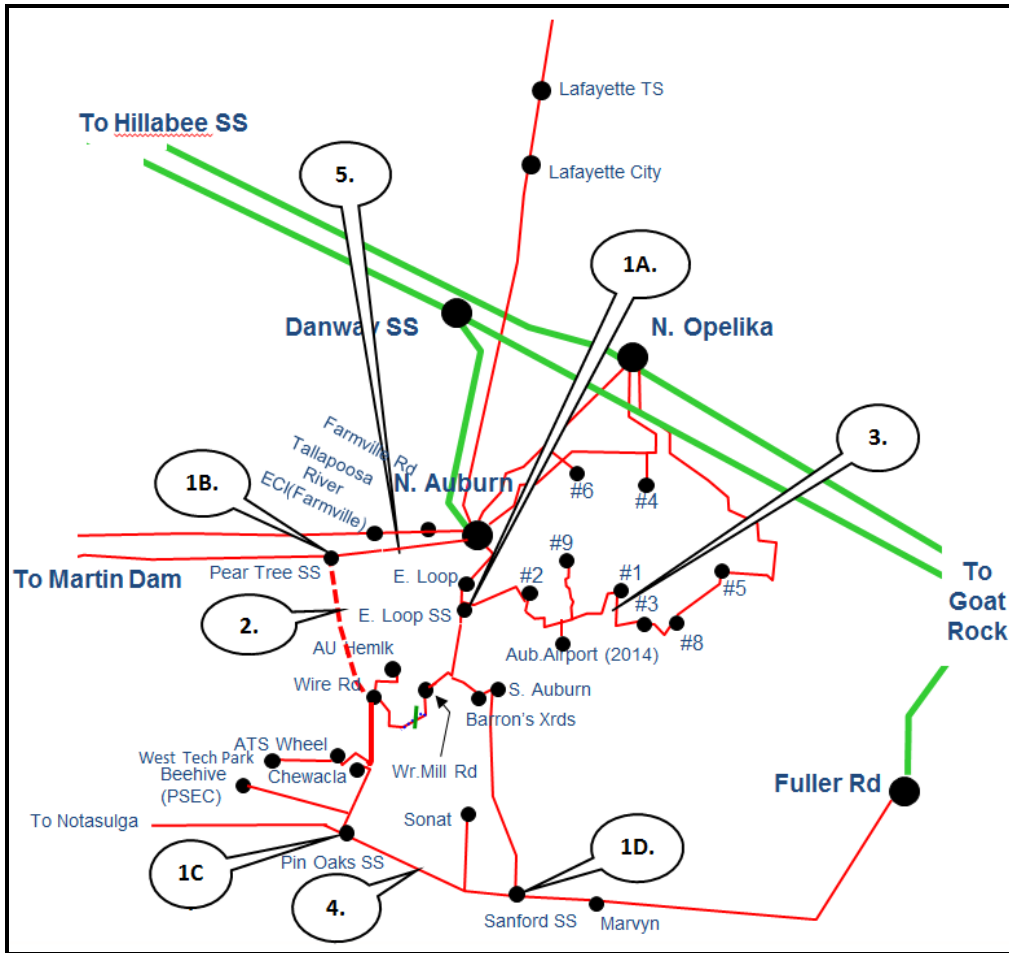 Lafayette TS
To Hillabee SS
Lafayette City
5.
1A.
Danway SS
N. Opelika
3.
Farmville Rd
Tallapoosa
River
ECI(Farmville)
N. Auburn
1B.
#6
#4
#9
To Martin Dam
Pear Tree SS
E. Loop
#2
#1
#5
To
Goat
Rock
2.
E. Loop SS
#3
#8
AU Hemlk
Aub.Airport (2014)
Wire Rd
S. Auburn
Barron's Xrds
ATS Wheel
West Tech Park
Chewacla
Wr.Mill Rd
Beehive
(PSEC)
Fuller Rd
To Notasulga
Sonat
1C
Pin Oaks SS
1D.
4.
Sanford SS
Marvyn